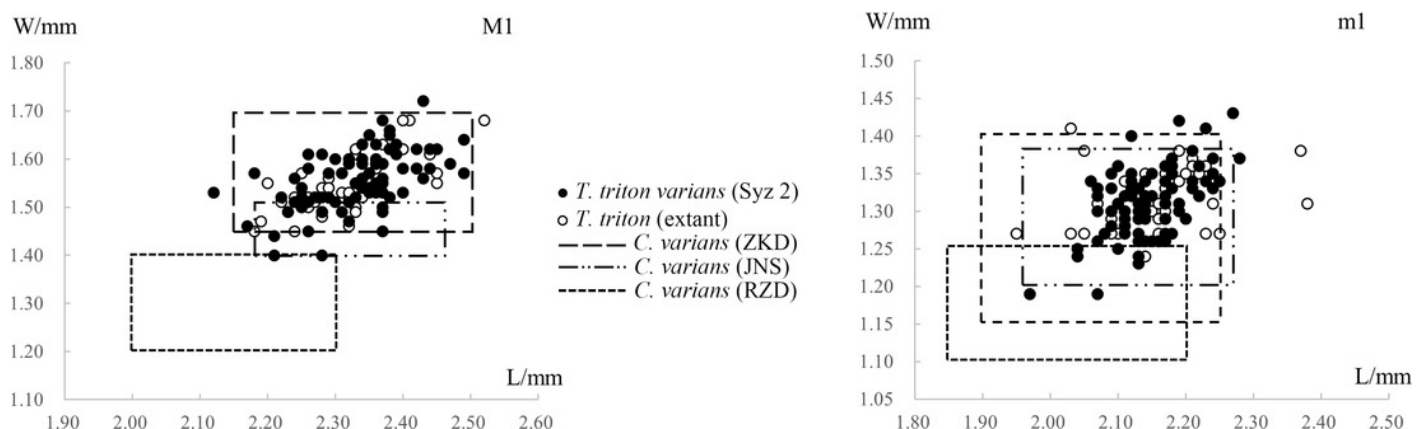 W/mm
M1
1.80
1.70
1.60
1.50
1.40
1.30
1.20
1.10
1.90 2.00 2.10 2.20 2.30 2.40 2.50 2.60
L/mm
T. triton varians (Syz 2)
T. triton (extant)
C. varians (ZKD)
C. varians (JNS)
C. varians (RZD)
W/mm
m1
1.50
1.45
1.40
1.35
1.30
1.25
1.20
1.15
1.10
1.05
L/mm
1.80 1.90 2.00 2.10 2.20 2.30 2.40 2.50